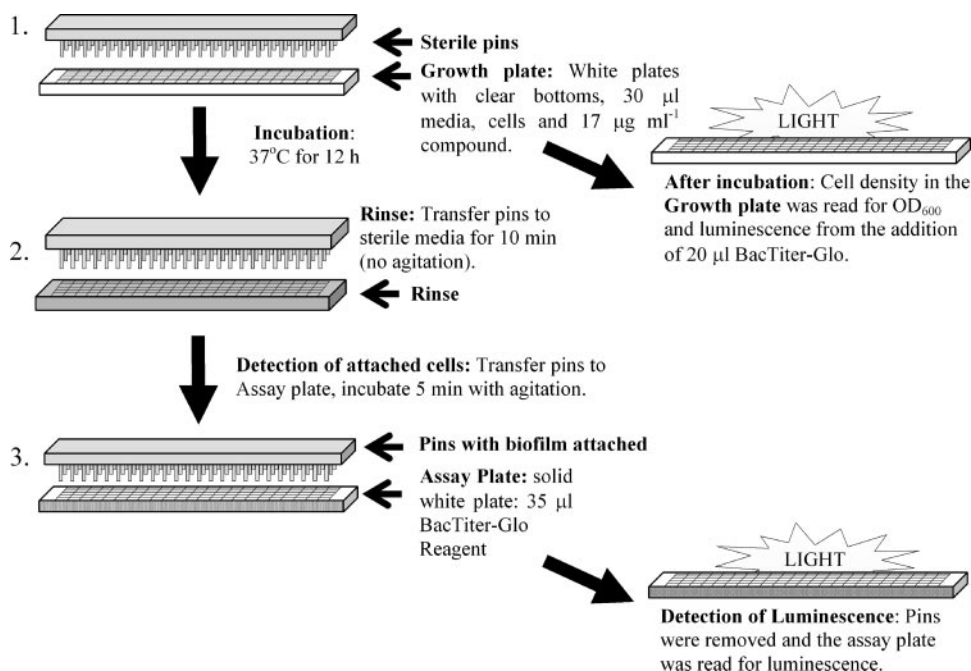 1.
Sterile pins
Growth plate: White plates
with clear bottoms, 30 µl
media, cells and 17 µg ml⁻¹
compound.
Incubation:
37°C for 12 h
LIGHT
After incubation: Cell density in the
Growth plate was read for OD₆₀₀
and luminescence from the addition
of 20 µl BacTiter-Glo.
2.
Rinse: Transfer pins to
sterile media for 10 min
(no agitation).
Rinse
Detection of attached cells: Transfer pins to
Assay plate, incubate 5 min with agitation.
3.
Pins with biofilm attached
Assay Plate: solid
white plate: 35 µl
BacTiter-Glo
Reagent
LIGHT
Detection of Luminescence: Pins
were removed and the assay plate
was read for luminescence.